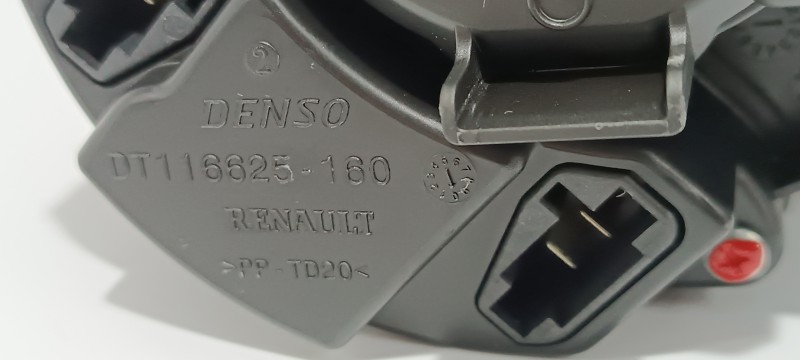 2
DENSO
DT116625-160
RENAULT
>PP-TD20<